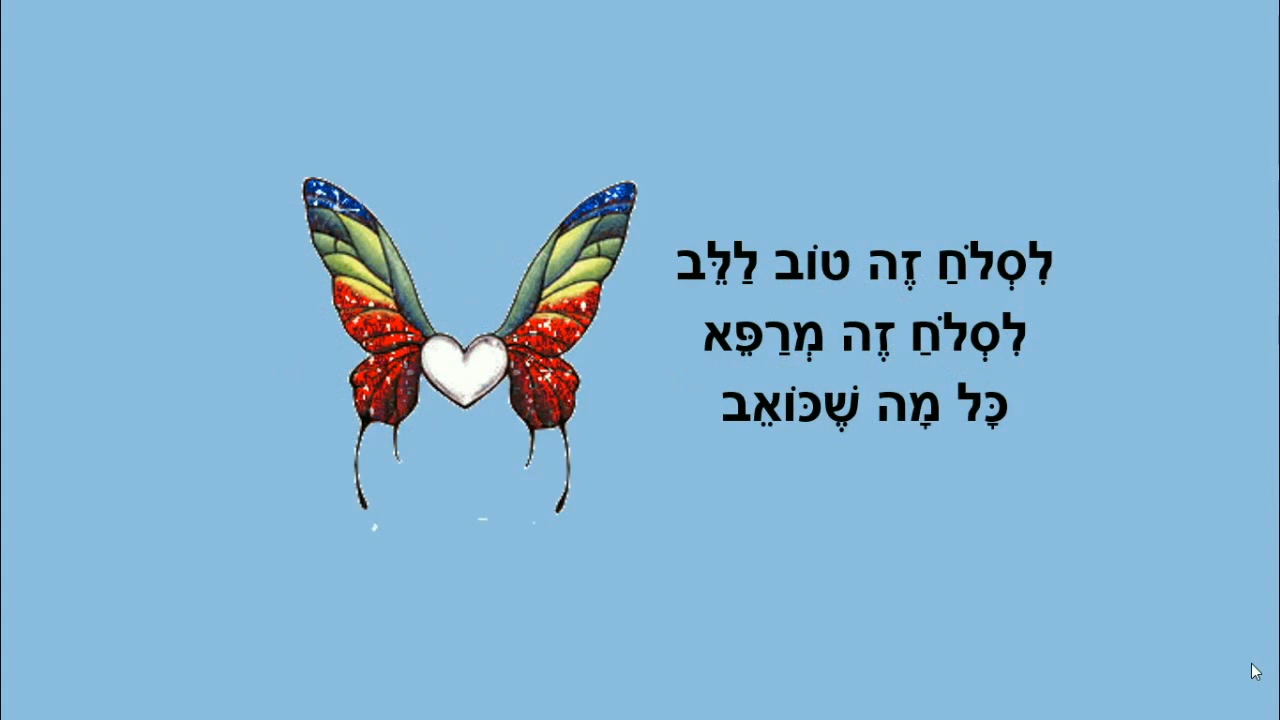 לִסְלֹחַ זֶה טוֹב לַלֵּב
לִסְלֹחַ זֶה מְרַפֵּא
כָּל מָה שֶׁכּוֹאֵב